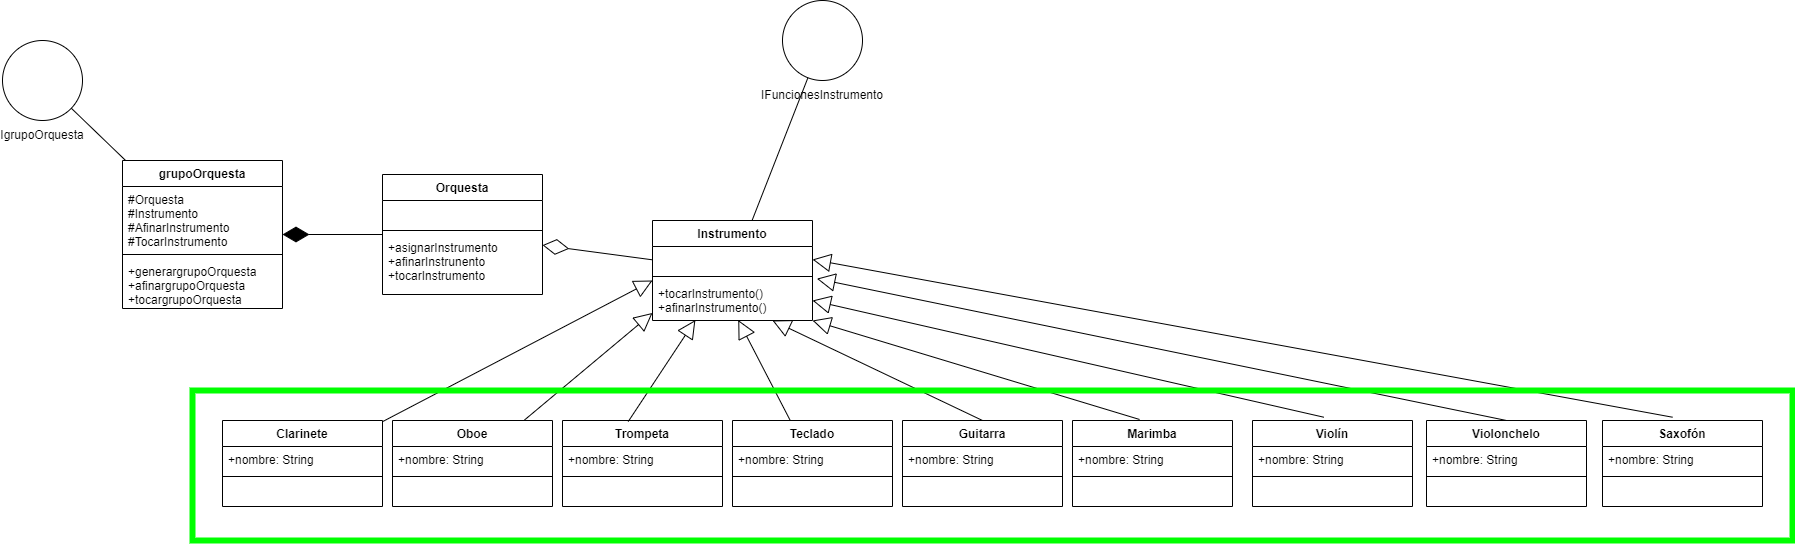 IFuncionesInstrumento
IgrupoOrquesta
grupoOrquesta
#Orquesta
#Instrumento
#AfinarInstrumento
#TocarInstrumento
+generargrupoOrquesta
+afinargrupoOrquesta
+tocargrupoOrquesta
Orquesta
+asignarInstrumento
+afinarInstrunento
+tocarInstrumento
Instrumento
+tocarInstrumento()
+afinarInstrumento()
Clarinete
+nombre: String
Oboe
+nombre: String
Trompeta
+nombre: String
Teclado
+nombre: String
Guitarra
+nombre: String
Marimba
+nombre: String
Violín
+nombre: String
Violonchelo
+nombre: String
Saxofón
+nombre: String